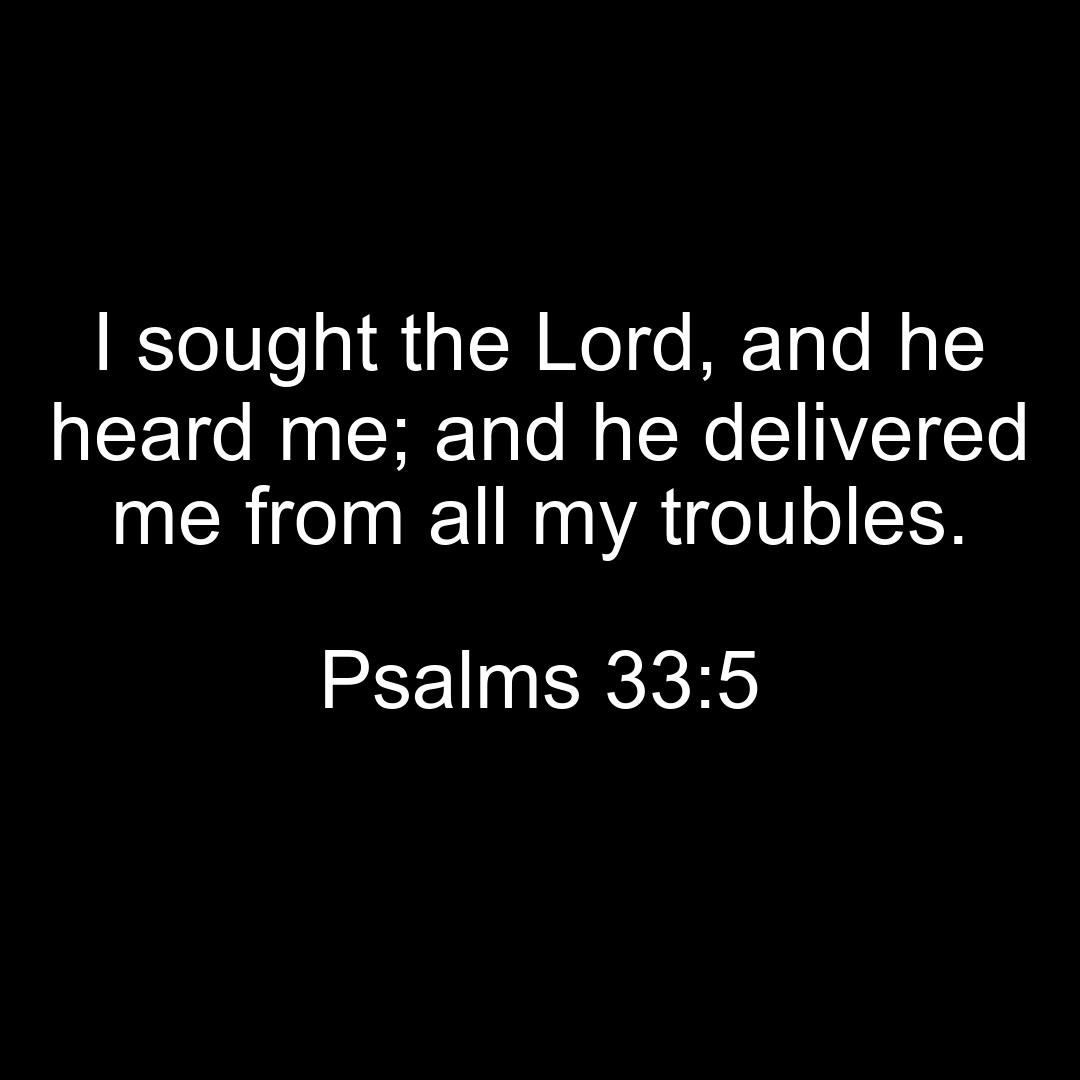 I sought the Lord, and he
heard me; and he delivered
me from all my troubles.
Psalms 33:5